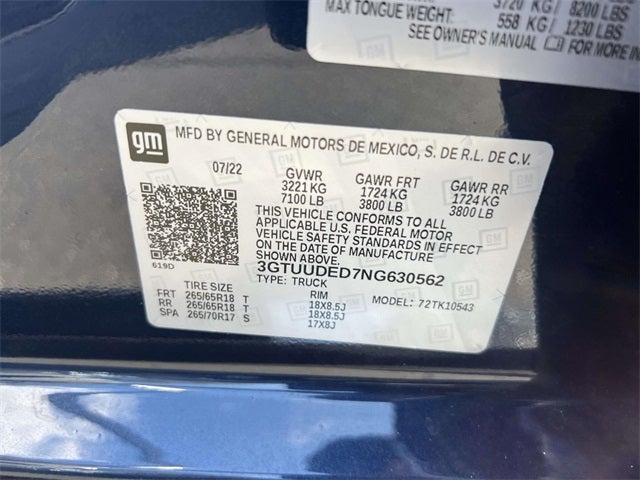 3720 KG/ 8200 LBS
MAX TONGUE WEIGHT: 558 KG/ 1230 LBS
SEE OWNER'S MANUAL FOR MORE IN
gm MFD BY GENERAL MOTORS DE MEXICO, S. DE R.L. DE C.V.
07/22 GVWR GAWR FRT GAWR RR
3221 KG 1724 KG 1724 KG
7100 LB 3800 LB 3800 LB
THIS VEHICLE CONFORMS TO ALL
APPLICABLE U.S. FEDERAL MOTOR
VEHICLE SAFETY STANDARDS IN EFFECT
ON THE DATE OF MANUFACTURE
SHOWN ABOVE.
619D 3GTUUDED7NG630562
TYPE: TRUCK MODEL: 72TK10543
TIRE SIZE RIM
FRT 265/65R18 T 18X8.5J
RR 265/65R18 T 18X8.5J
SPA 265/70R17 S 17X8J